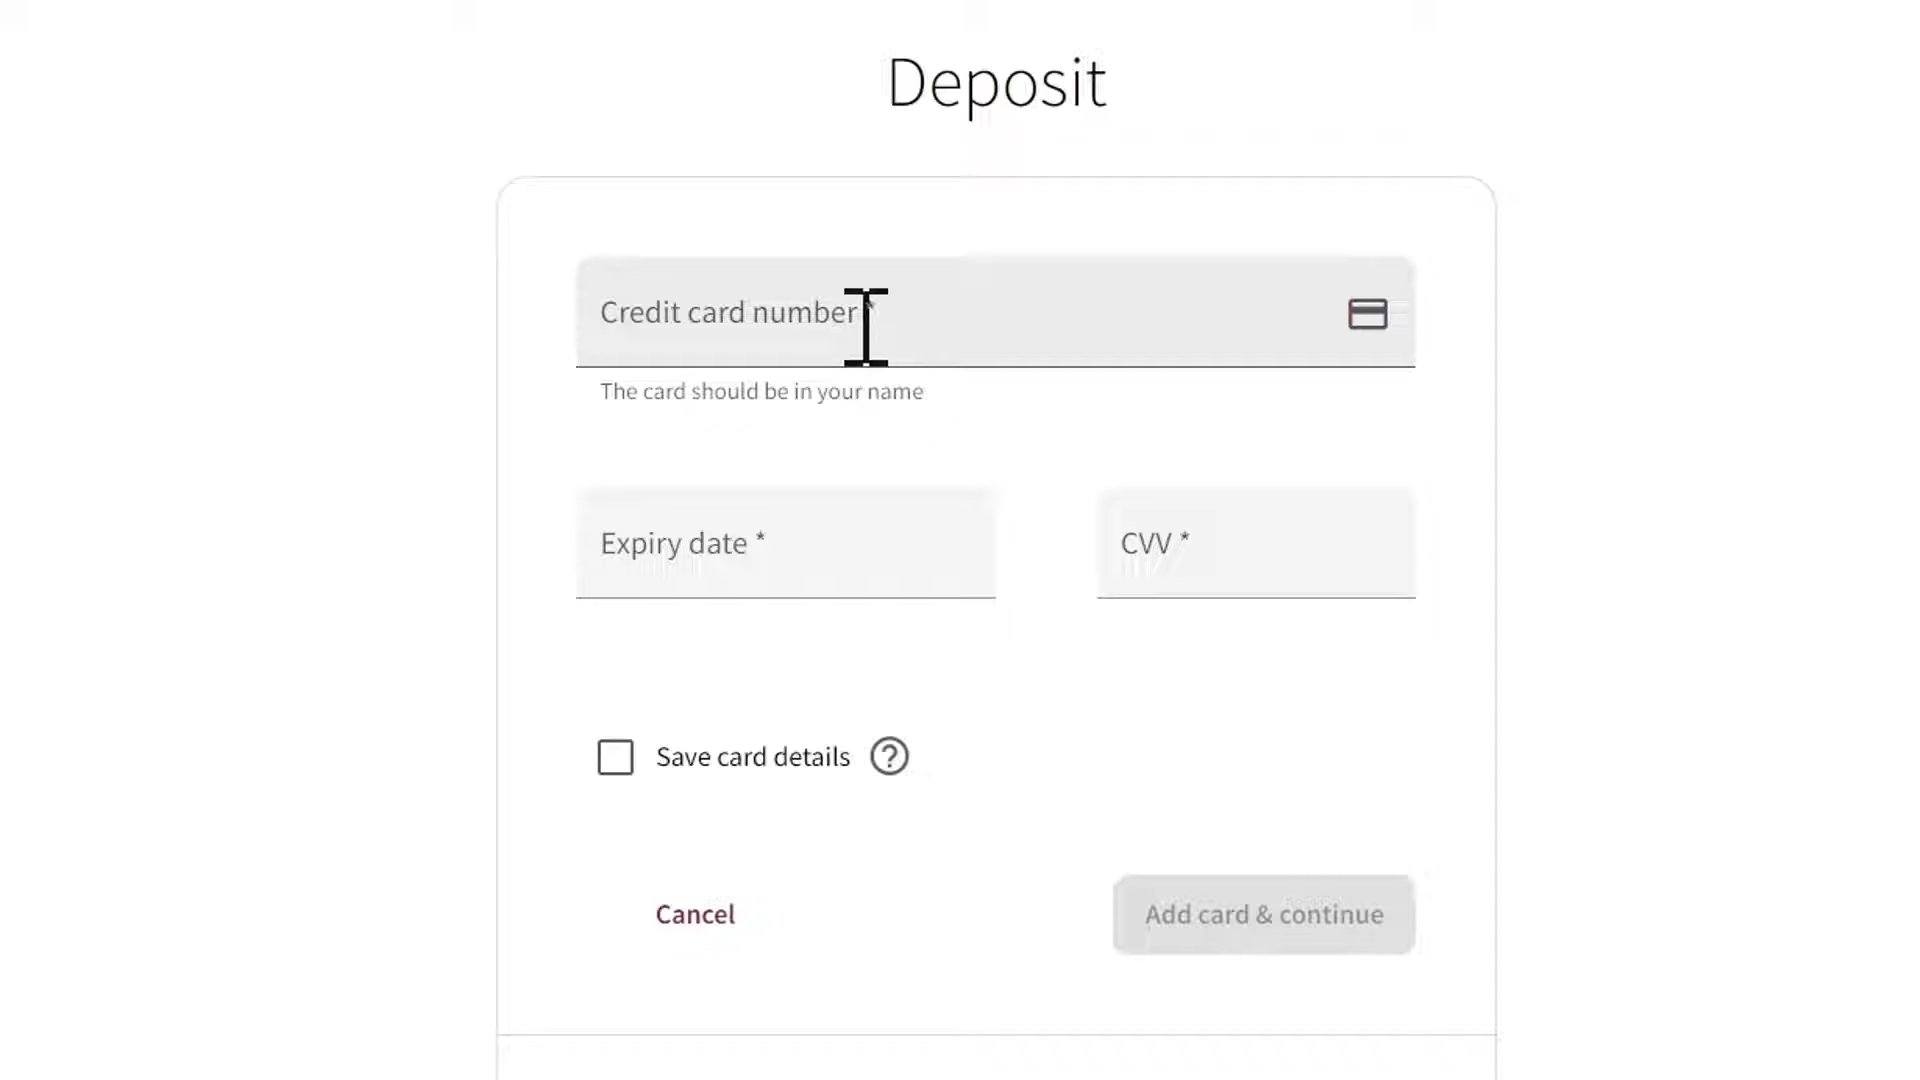 Deposit
Credit card number *
The card should be in your name
Expiry date *
CVV *
Save card details
Cancel
Add card & continue